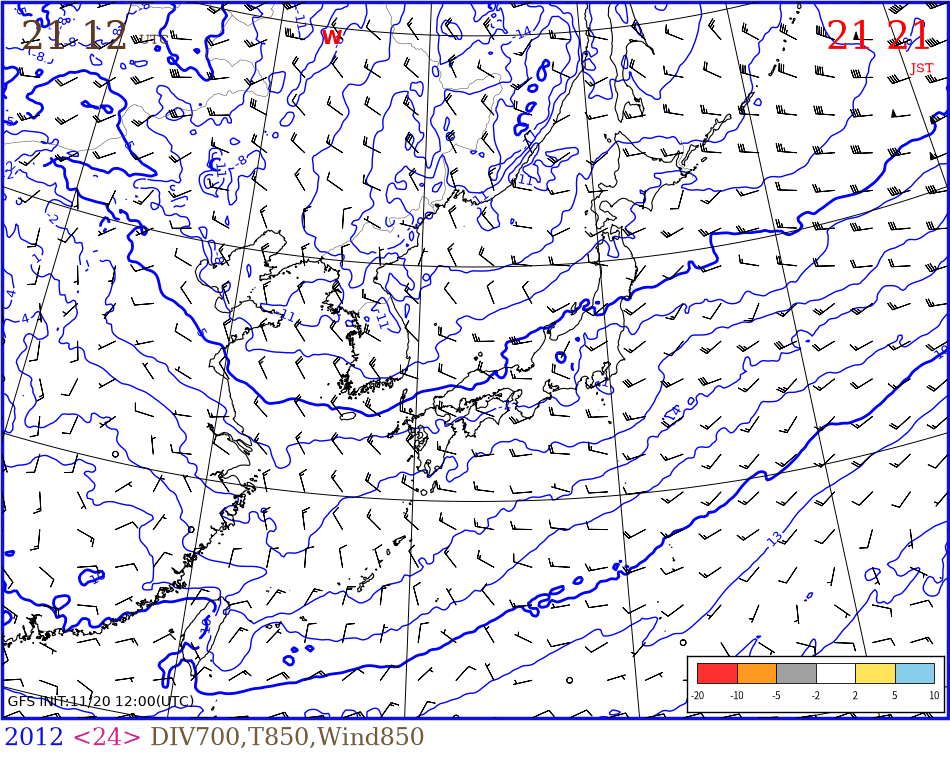 21 12 UTC
21 21
JST
W
GFS INIT:11/20 12:00(UTC)
-20 -10 -5 -2 2 5 10
2012 <24> DIV700,T850,Wind850